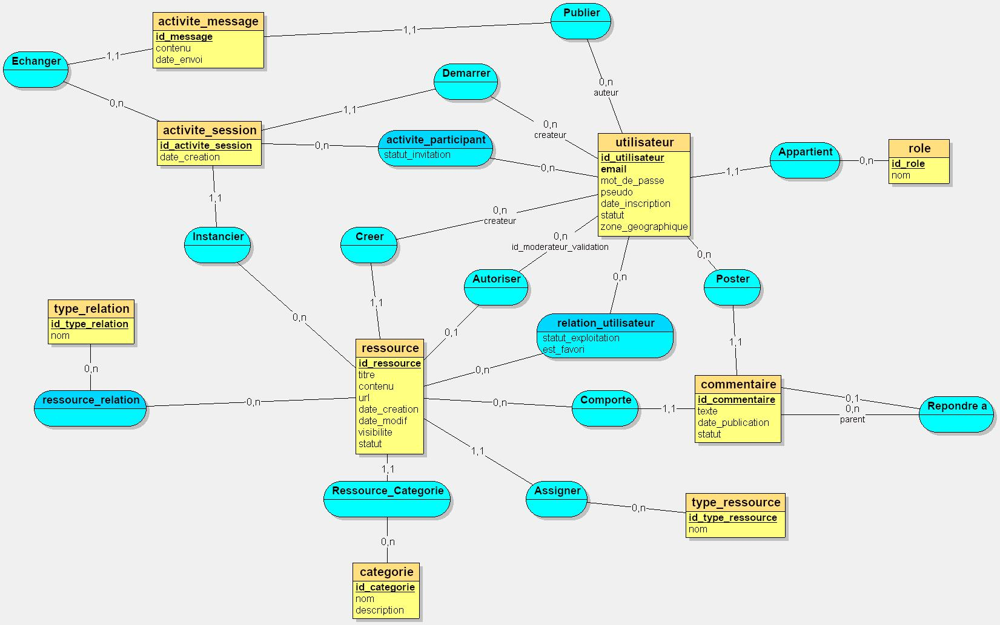 activite_message
id_message
contenu
date_envoi
1,1
Publier
Echanger
1,1
0,n
0,n
auteur
Demarrer
1,1
0,n
createur
activite_session
id_activite_session
date_creation
0,n
activite_participant
statut_invitation
0,n
utilisateur
id_utilisateur
email
mot_de_passe
pseudo
date_inscription
statut
zone_geographique
1,1
Appartient
0,n
role
id_role
nom
1,1
Instancier
0,n
Creer
0,n
createur
1,1
0,n
id_moderateur_validation
Autoriser
0,1
0,n
relation_utilisateur
statut_exploitation
est_favori
0,n
0,n
Poster
1,1
type_relation
id_type_relation
nom
0,n
ressource_relation
0,n
ressource
id_ressource
titre
contenu
url
date_creation
date_modif
visibilite
statut
0,n
Comporte
1,1
commentaire
id_commentaire
texte
date_publication
statut
0,1
0,n
parent
Repondre a
1,1
Ressource_Categorie
0,n
categorie
id_categorie
nom
description
1,1
Assigner
0,n
type_ressource
id_type_ressource
nom